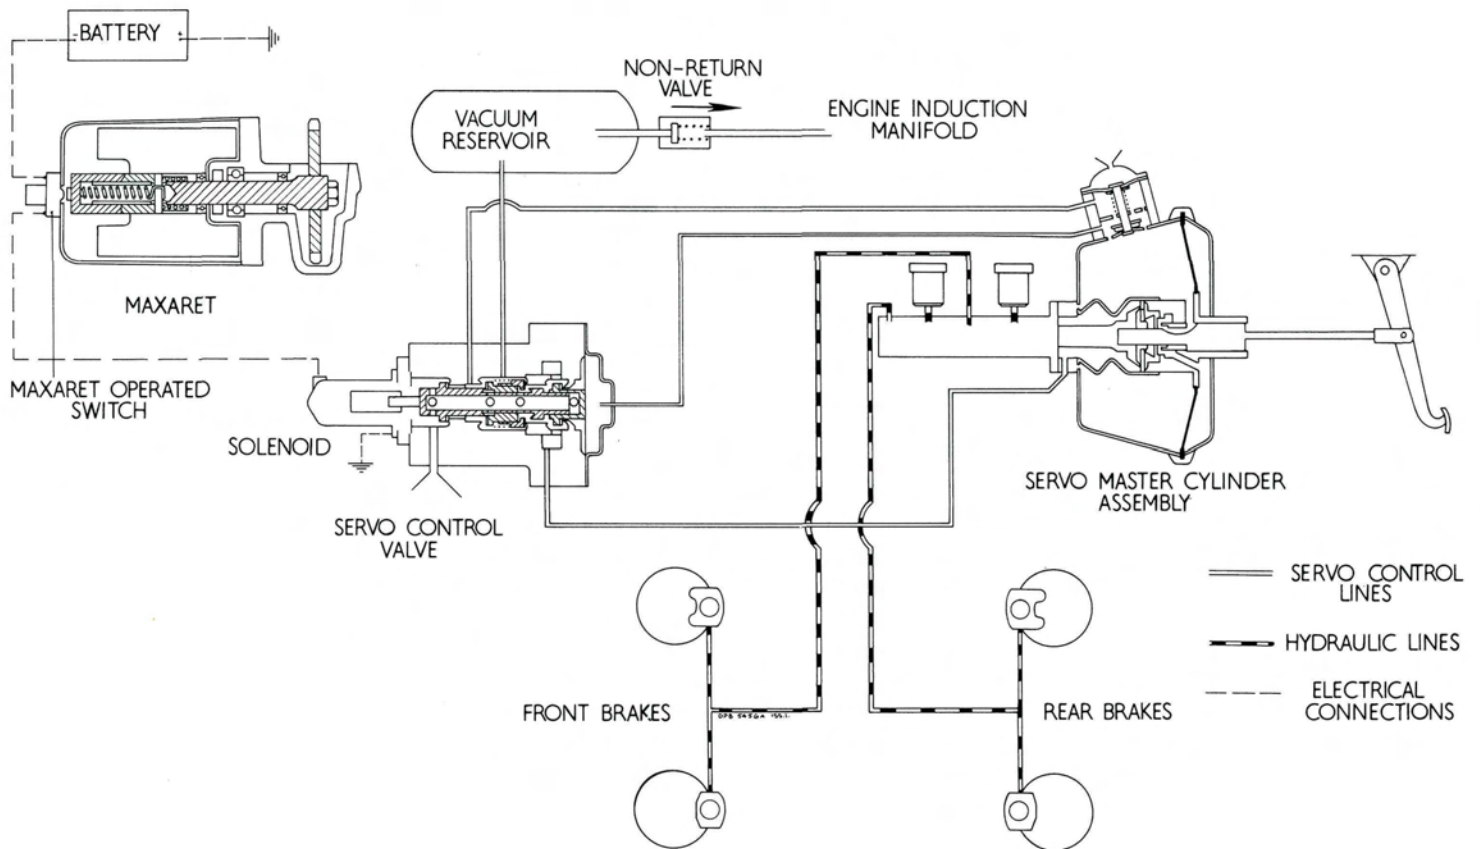 BATTERY
NON-RETURN
VALVE
VACUUM
RESERVOIR
ENGINE INDUCTION
MANIFOLD
MAXARET
MAXARET OPERATED
SWITCH
SOLENOID
SERVO CONTROL
VALVE
SERVO MASTER CYLINDER
ASSEMBLY
SERVO CONTROL
LINES
HYDRAULIC LINES
ELECTRICAL
CONNECTIONS
FRONT BRAKES
REAR BRAKES